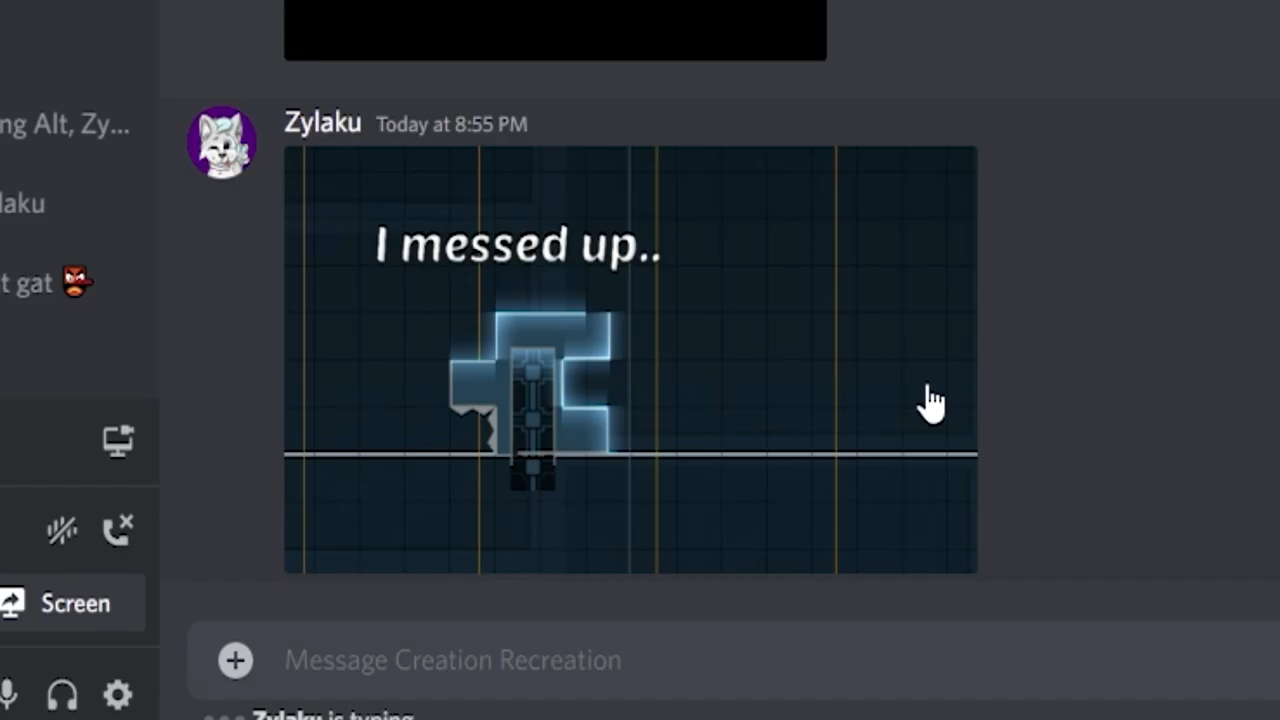 ng Alt, Zy...
laku
t gat
Screen
Zylaku Today at 8:55 PM
I messed up..
Message Creation Recreation
Zylaku is typing